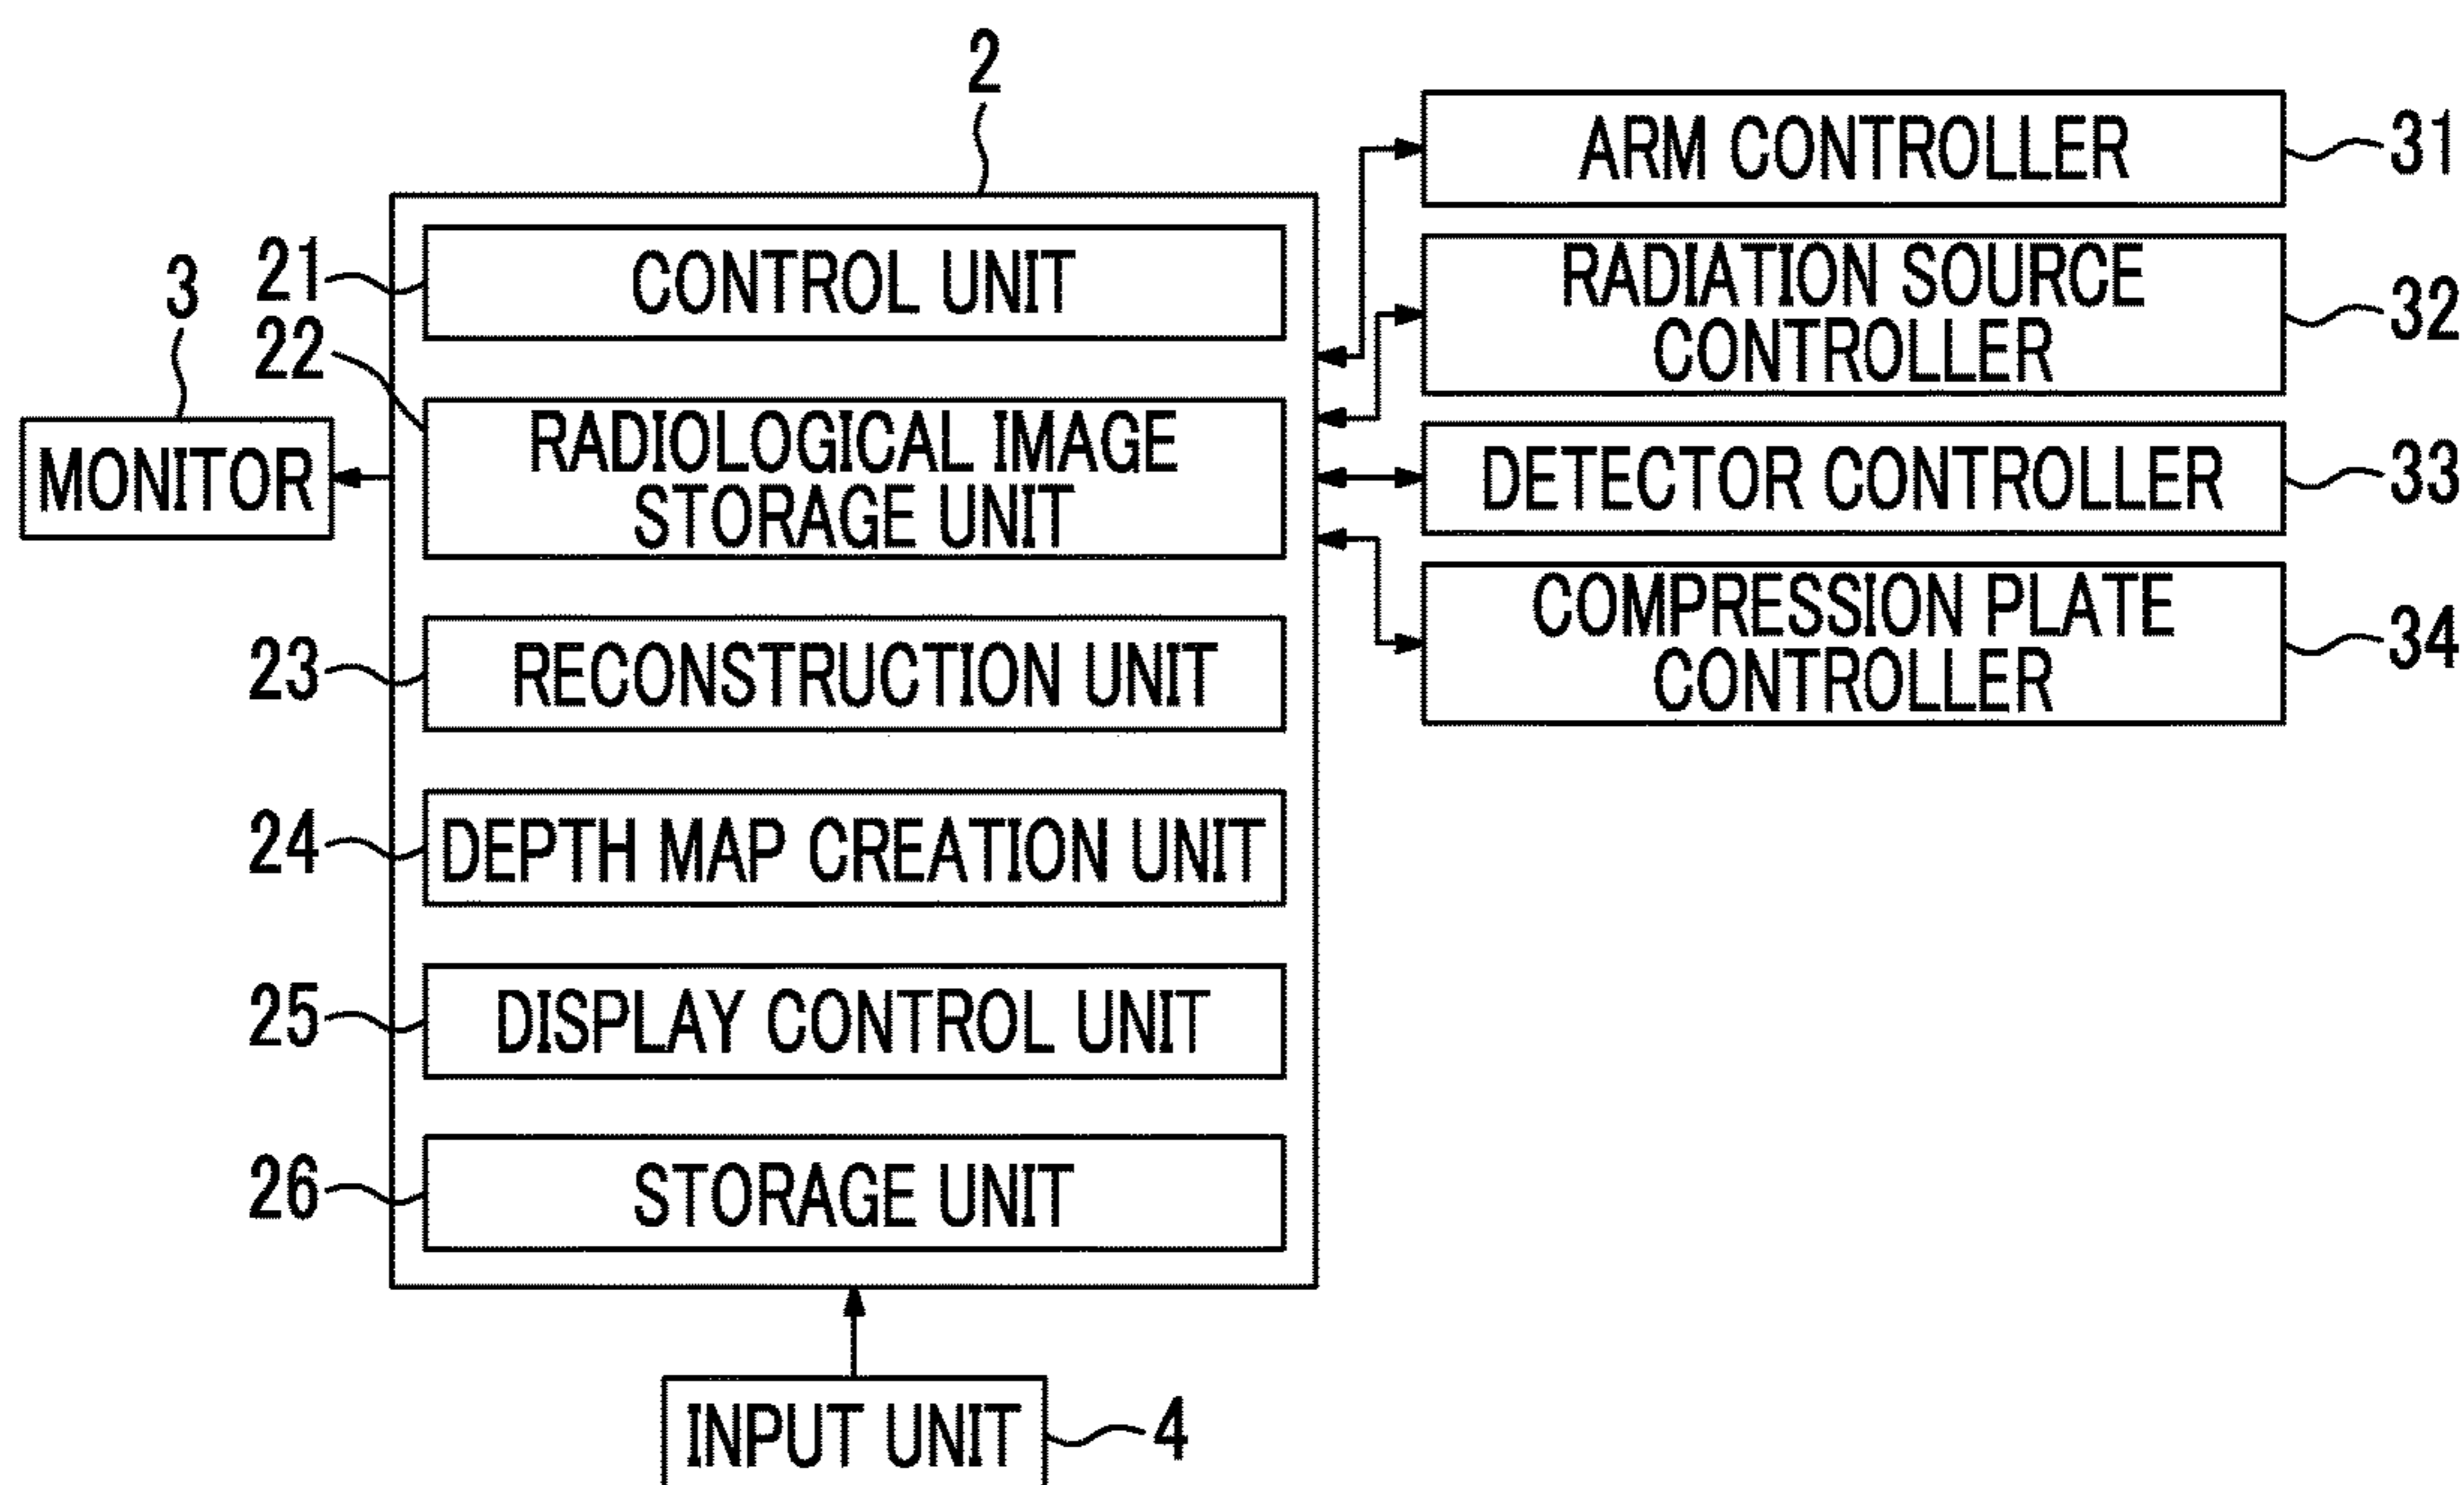 2
ARM CONTROLLER
31
21
CONTROL UNIT
RADIATION SOURCE
CONTROLLER
32
3
22
MONITOR
RADIOLOGICAL IMAGE
STORAGE UNIT
DETECTOR CONTROLLER
33
COMPRESSION PLATE
CONTROLLER
34
23
RECONSTRUCTION UNIT
24
DEPTH MAP CREATION UNIT
25
DISPLAY CONTROL UNIT
26
STORAGE UNIT
INPUT UNIT
4